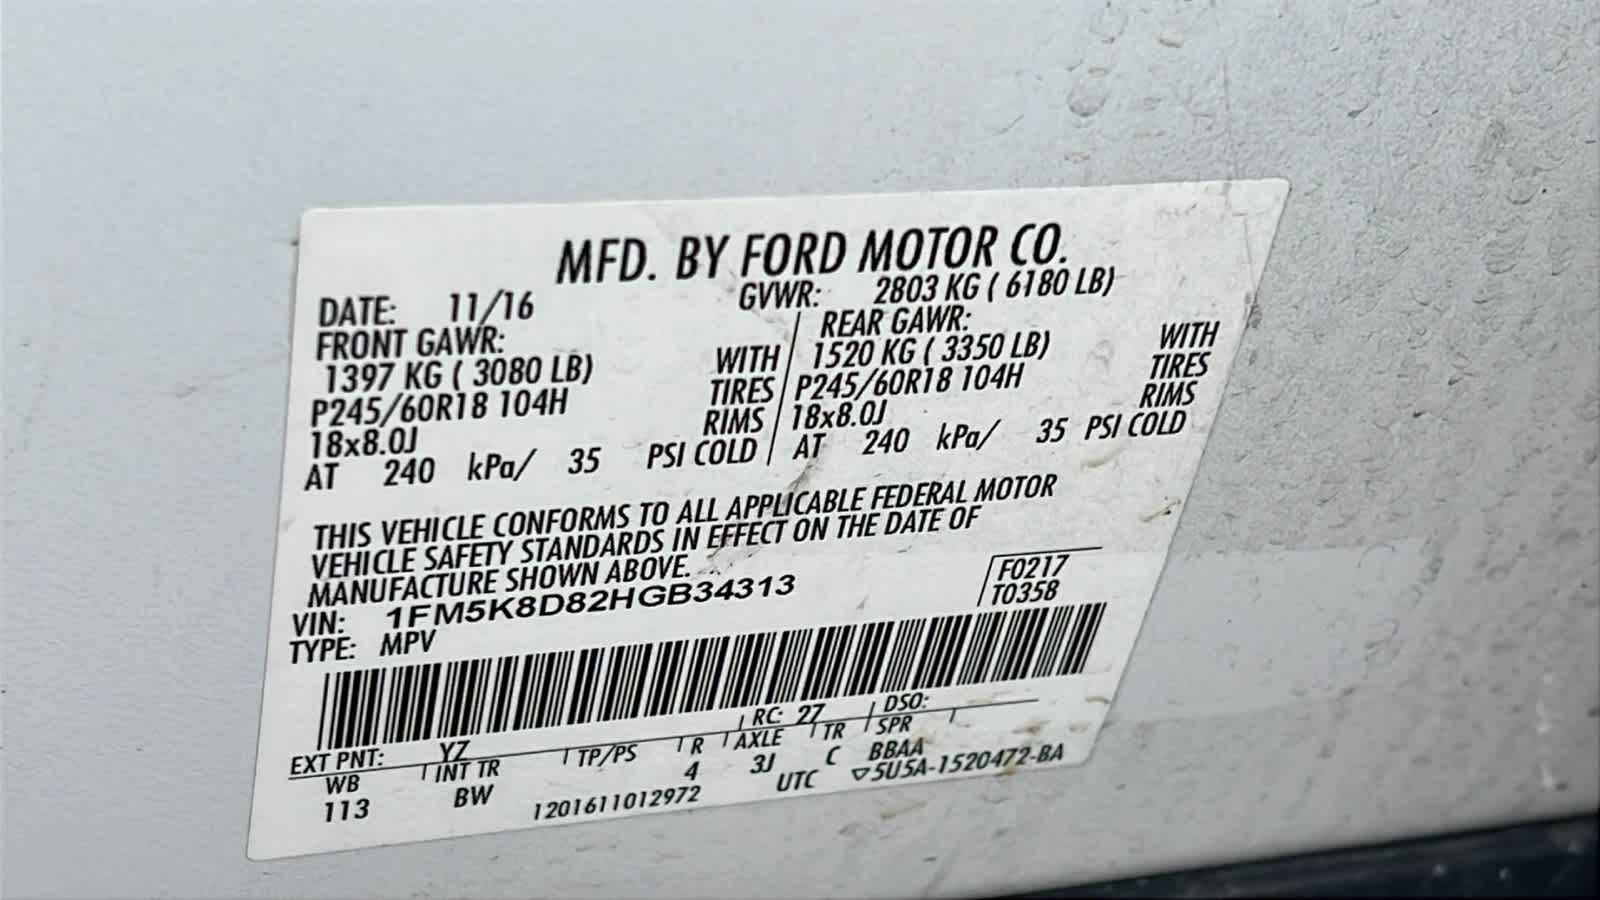 MFD. BY FORD MOTOR CO.
DATE: 11/16 GVWR: 2803 KG ( 6180 LB)
FRONT GAWR: REAR GAWR:
1397 KG ( 3080 LB) WITH 1520 KG ( 3350 LB) WITH
P245/60R18 104H TIRES P245/60R18 104H TIRES
18x8.0J RIMS 18x8.0J RIMS
AT 240 kPa/ 35 PSI COLD AT 240 kPa/ 35 PSI COLD
THIS VEHICLE CONFORMS TO ALL APPLICABLE FEDERAL MOTOR
VEHICLE SAFETY STANDARDS IN EFFECT ON THE DATE OF
MANUFACTURE SHOWN ABOVE.
VIN: 1FM5K8D82HGB34313 F0217
TYPE: MPV T0358
EXT PNT: YZ RC: 27 DSO:
WB INT TR TP/PS R AXLE TR SPR
113 BW 4 3J C BBAA
1201611012972 UTC ▽5U5A-1520472-BA